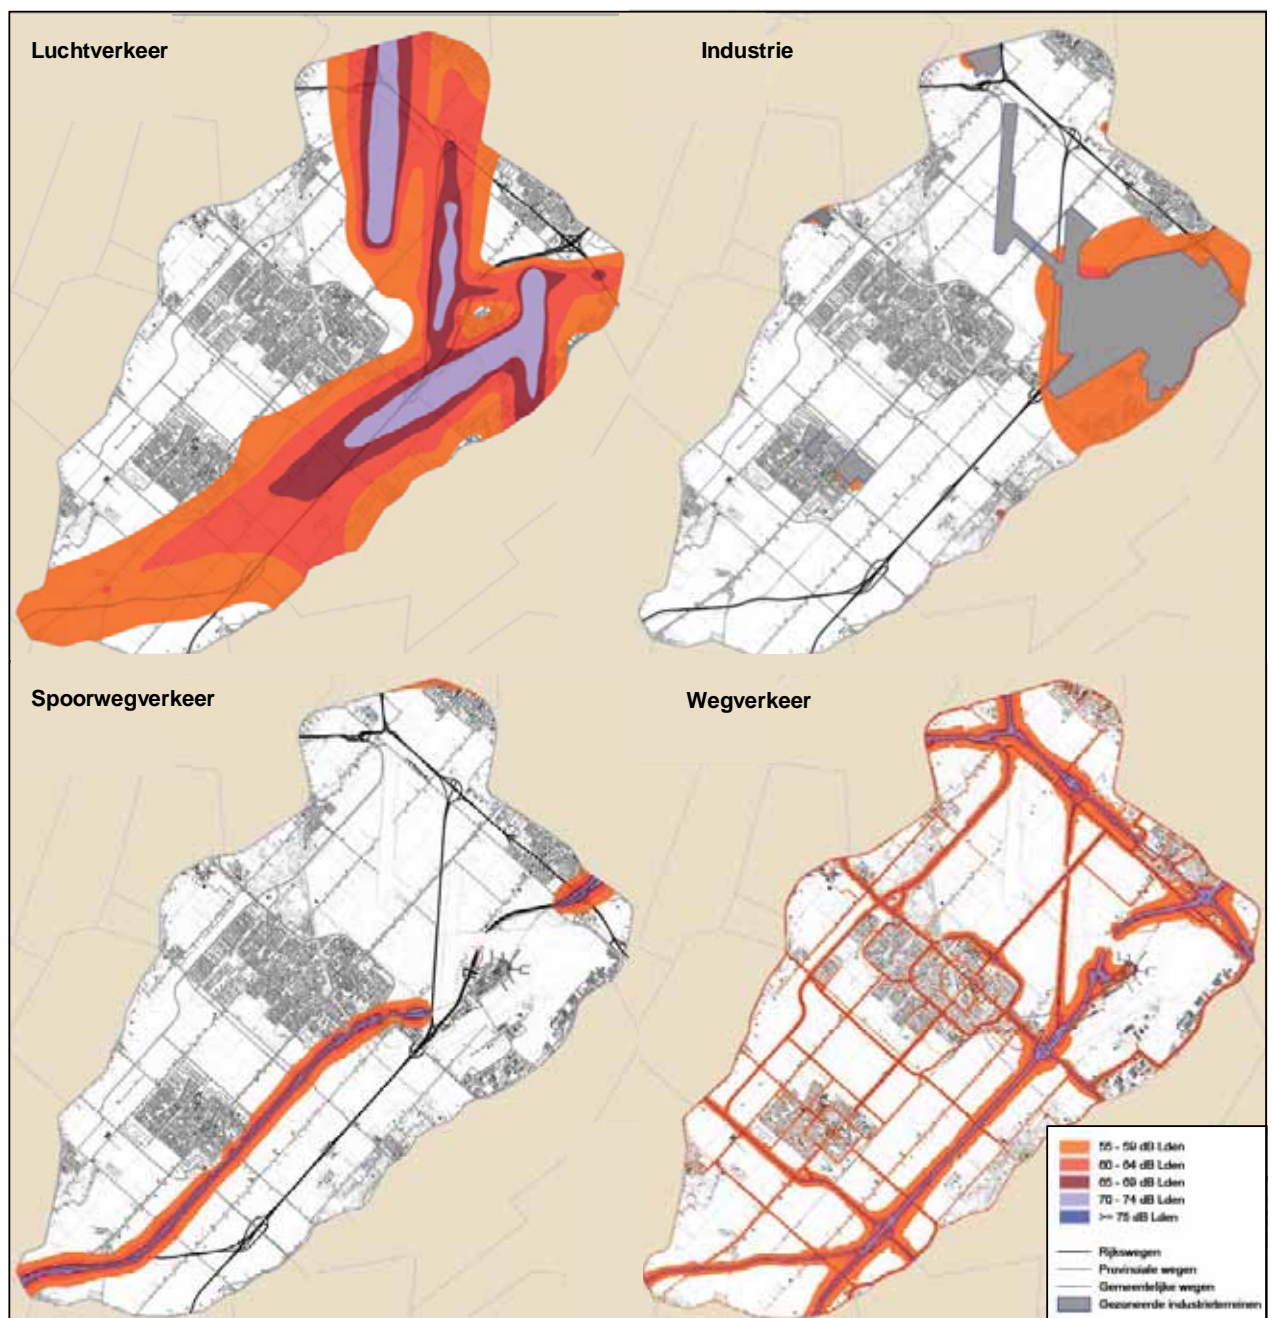 Luchtverkeer
Industrie
Spoorwegverkeer
Wegverkeer
55 - 59 dB Lden
60 - 64 dB Lden
65 - 69 dB Lden
70 - 74 dB Lden
>= 75 dB Lden
Rijkswegen
Provinciale wegen
Gemeentelijke wegen
Gezoneerde industrieterreinen